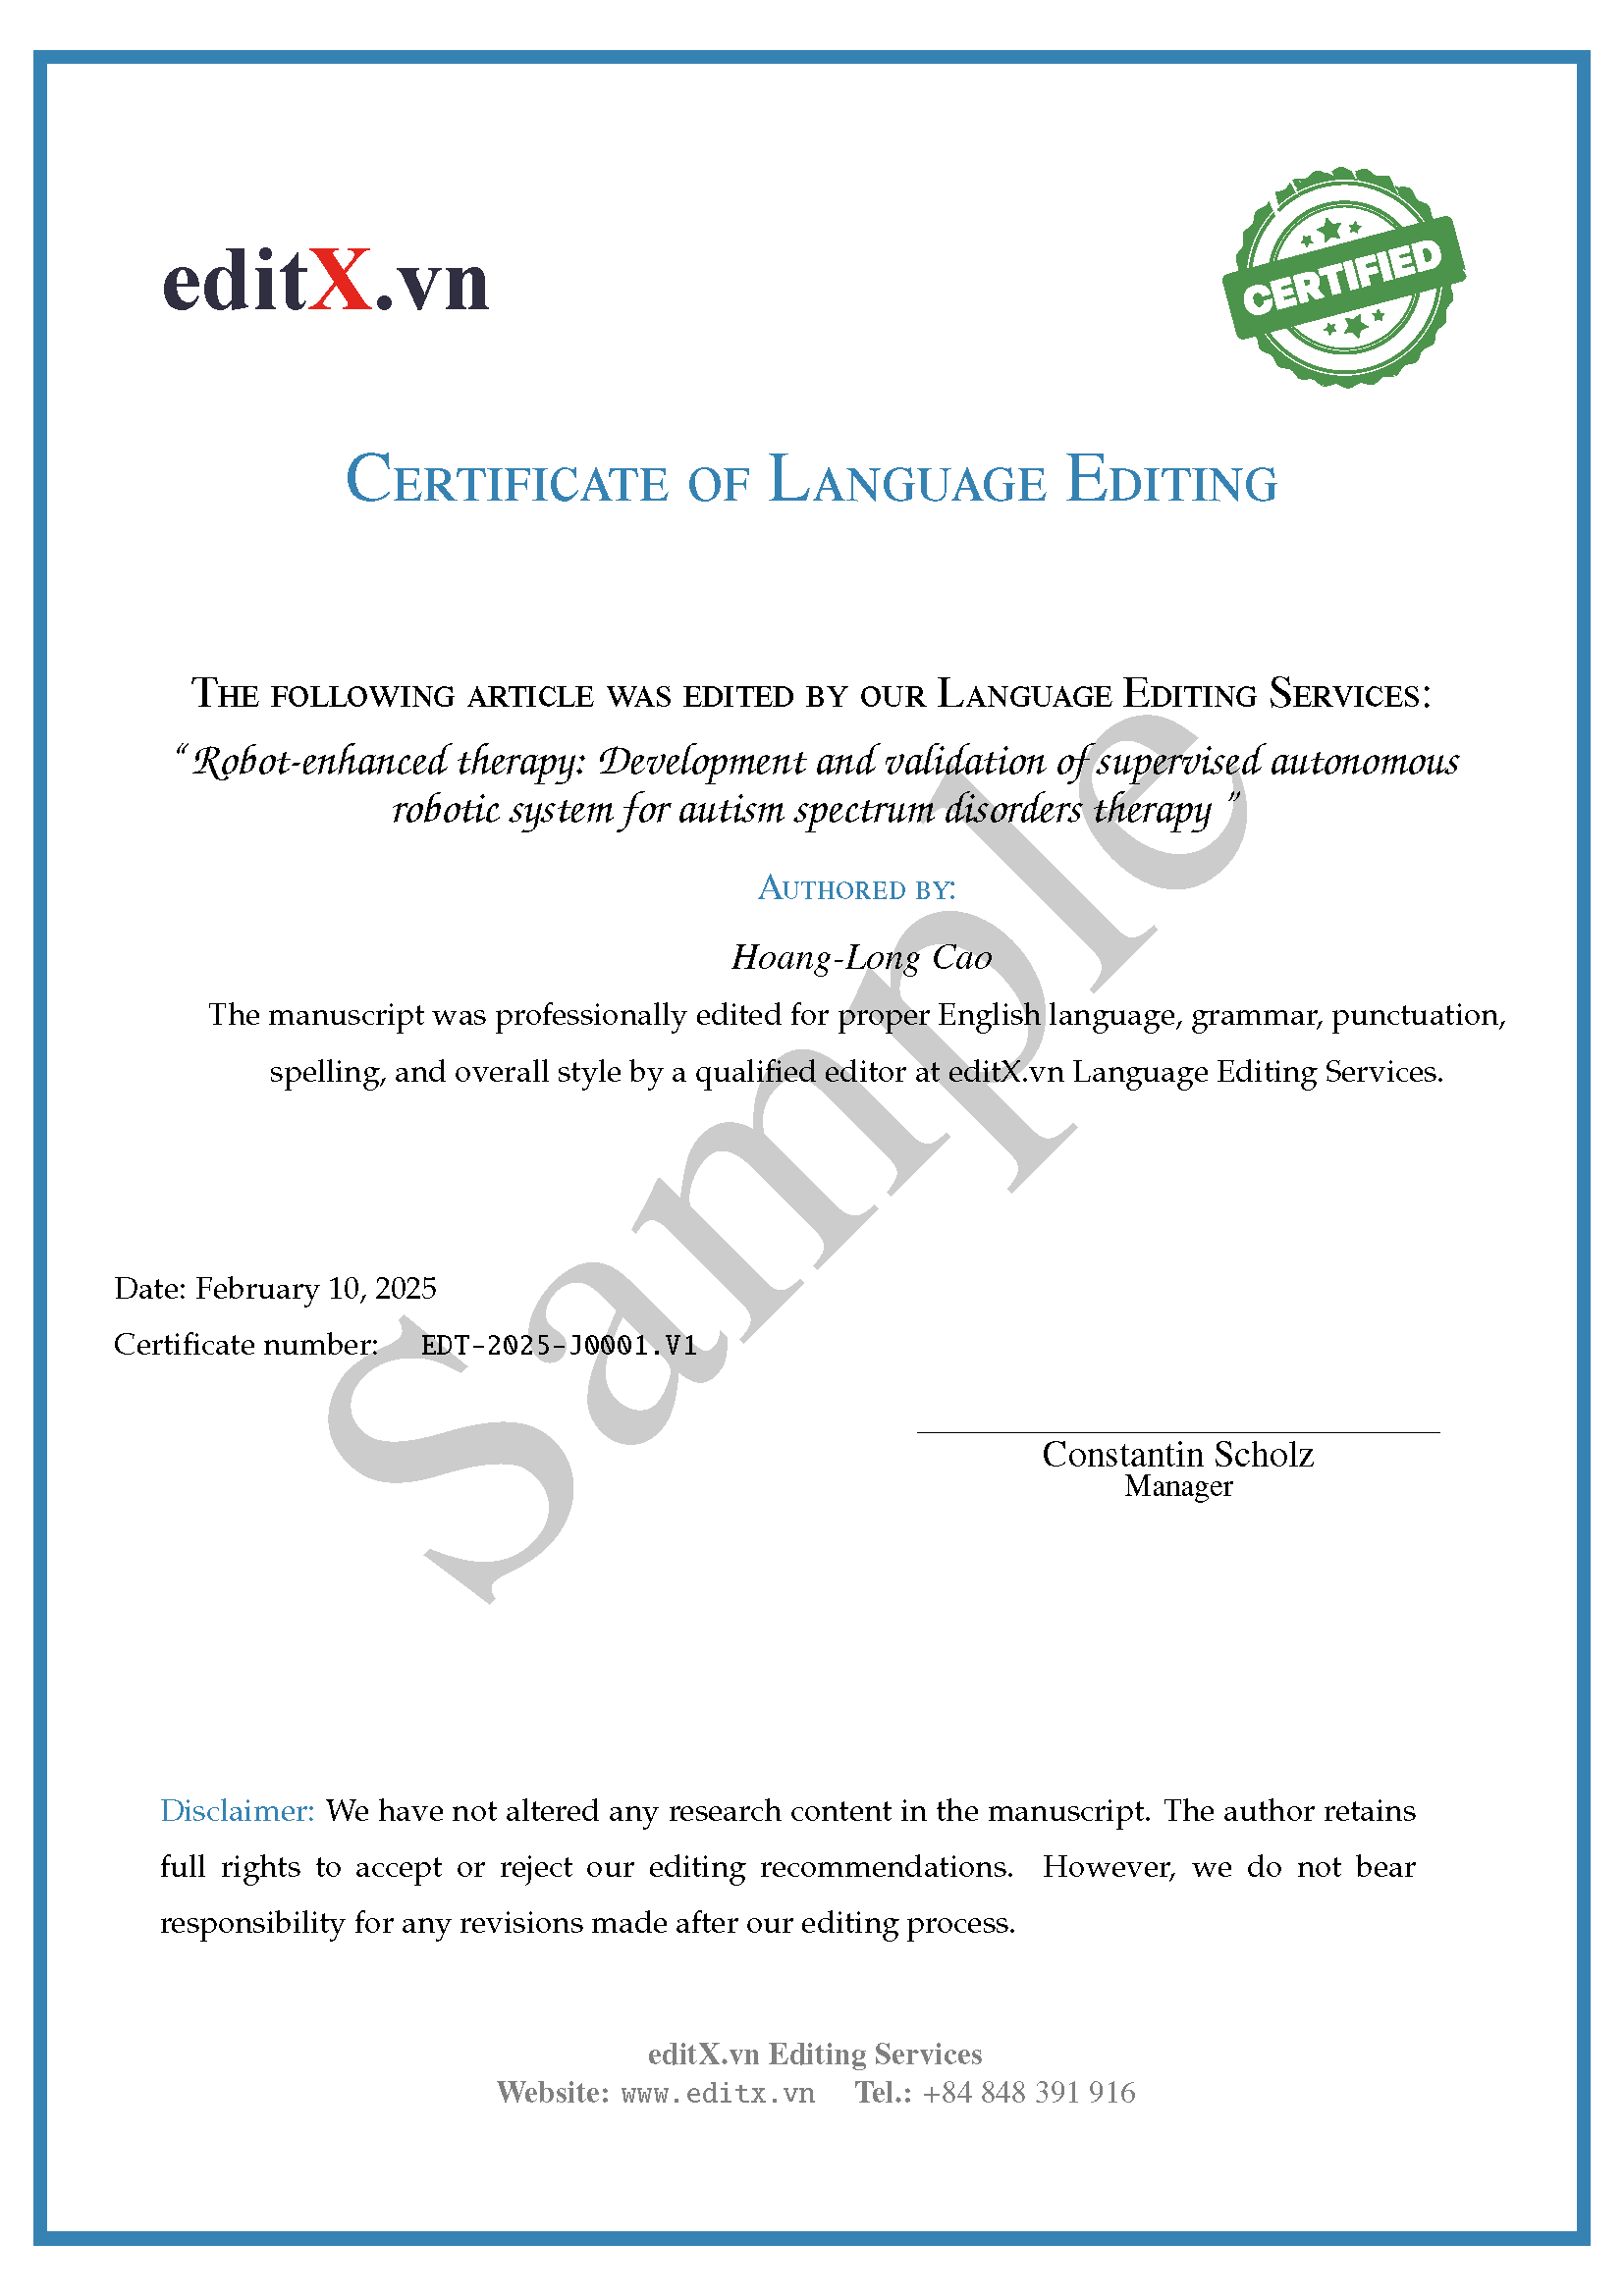 editX.vn
CERTIFIED
Certificate of Language Editing
The following article was edited by our Language Editing Services:
“Robot-enhanced therapy: Development and validation of supervised autonomous
robotic system for autism spectrum disorders therapy ”
Authored by:
Hoang-Long Cao
The manuscript was professionally edited for proper English language, grammar, punctuation,
spelling, and overall style by a qualified editor at editX.vn Language Editing Services.
Sample
Date: February 10, 2025
Certificate number: EDT-2025-J0001.V1
Constantin Scholz
Manager
Disclaimer: We have not altered any research content in the manuscript. The author retains
full rights to accept or reject our editing recommendations. However, we do not bear
responsibility for any revisions made after our editing process.
editX.vn Editing Services
Website: www.editx.vn Tel.: +84 848 391 916